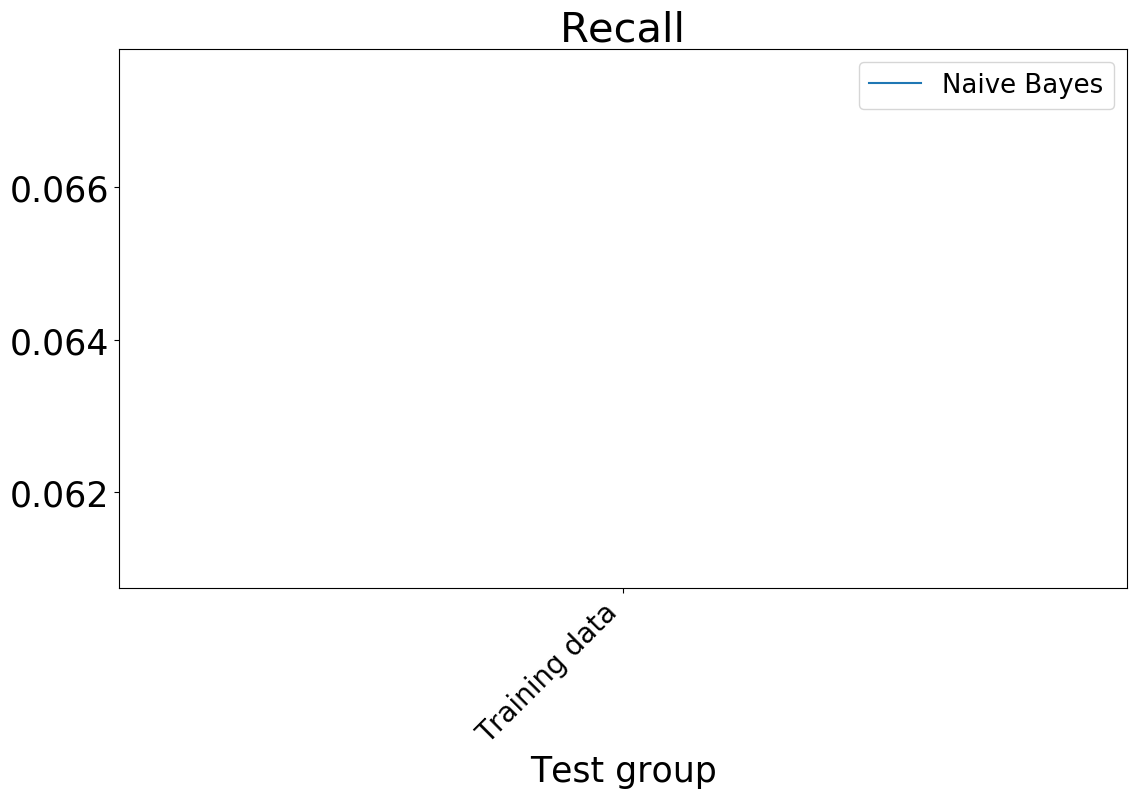 Recall
Naive Bayes
0.066
0.064
0.062
Training data
Test group